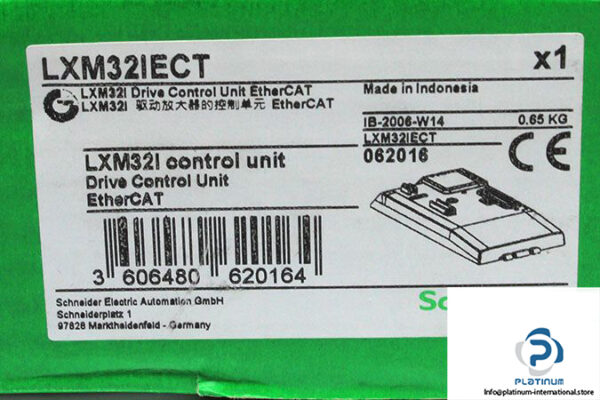 LXM32IECT
x1
LXM32I Drive Control Unit EtherCAT
LXM32I 驱动放大器的控制单元 EtherCAT
Made in Indonesia
IB-2006-W14 0.65 KG
LXM32IECT
062016
CE
LXM32I control unit
Drive Control Unit
EtherCAT
3 606480 620164
Schneider Electric Automation GmbH
Schneiderplatz 1
97828 Marktheidenfeld - Germany
Sc
PLATINUM
info@platinum-international.store